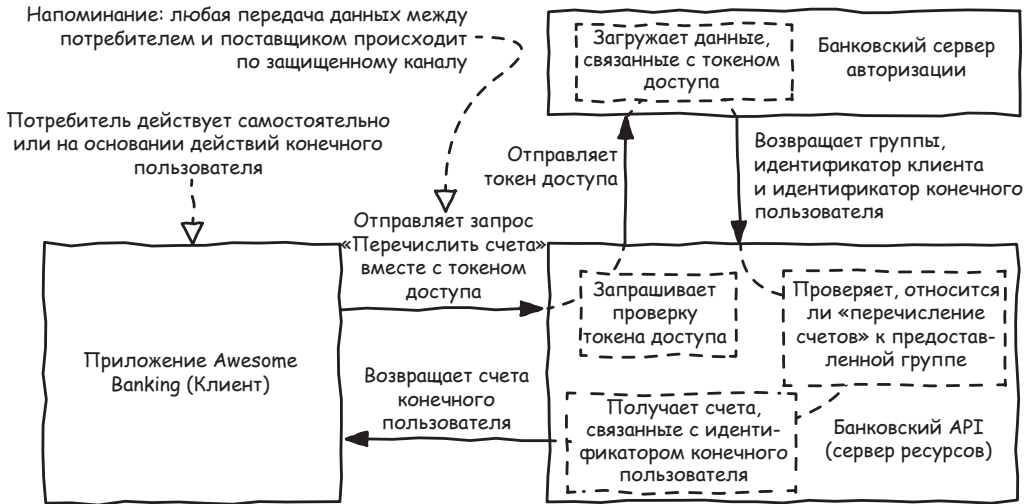 Напоминание: любая передача данных между
потребителем и поставщиком происходит
по защищенному каналу
Загружает данные,
связанные с токеном
доступа
Банковский сервер
авторизации
Потребитель действует самостоятельно
или на основании действий конечного
пользователя
Отправляет
токен доступа
Возвращает группы,
идентификатор клиента
и идентификатор конечного
пользователя
Отправляет запрос
«Перечислить счета»
вместе с токеном
доступа
Запрашивает
проверку
токена доступа
Проверяет, относится
ли «перечисление
счетов» к предостав-
ленной группе
Приложение Awesome
Banking (Клиент)
Возвращает счета
конечного
пользователя
Получает счета,
связанные с иденти-
фикатором конечного
пользователя
Банковский API
(сервер ресурсов)